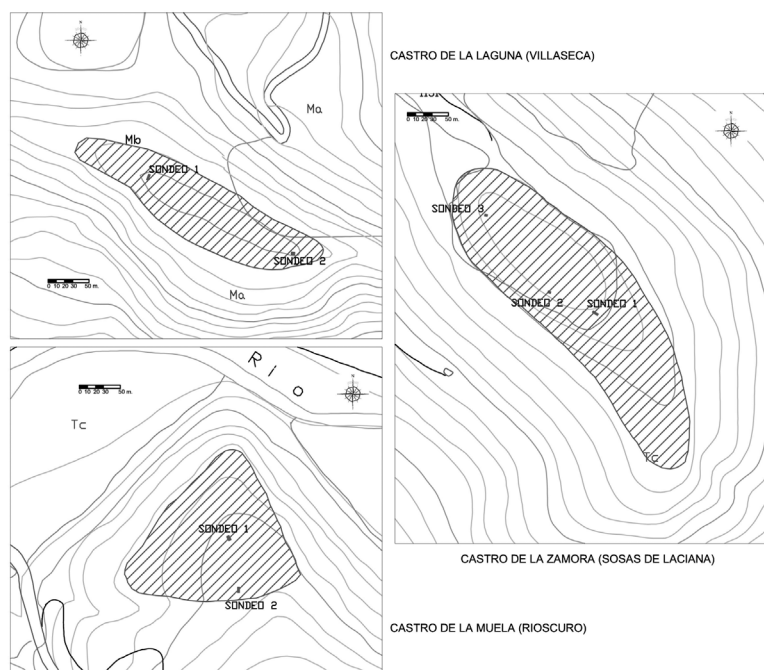 CASTRO DE LA LAGUNA (VILLASECA)
N
Ma
Mb
SONDEO 1
SONDEO 2
0 10 20 30 50 m.
Ma
N
0 10 20 30 50 m.
SONDEO 3
SONDEO 2
SONDEO 1
Tc
CASTRO DE LA ZAMORA (SOSAS DE LACIANA)
Río
0 10 20 30 50 m.
N
Tc
SONDEO 1
SONDEO 2
CASTRO DE LA MUELA (RIOSCURO)